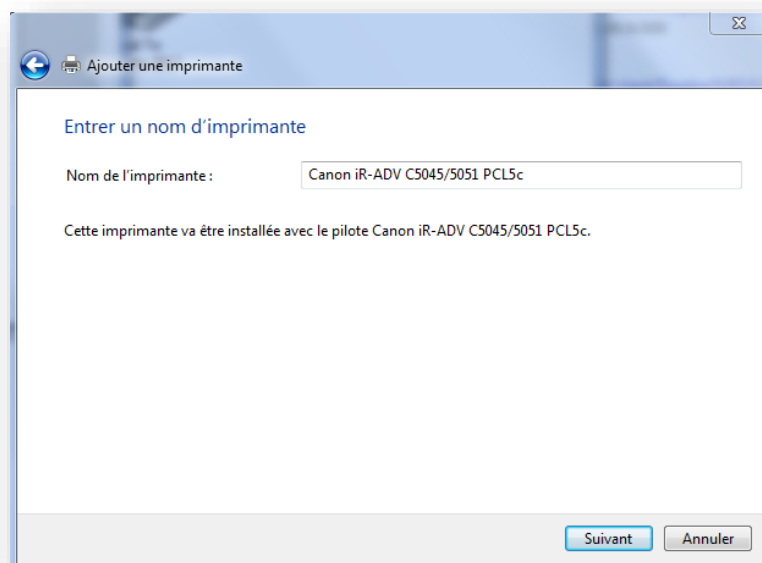 Ajouter une imprimante
Entrer un nom d'imprimante
Nom de l'imprimante : Canon iR-ADV C5045/5051 PCL5c
Cette imprimante va être installée avec le pilote Canon iR-ADV C5045/5051 PCL5c.
Suivant Annuler